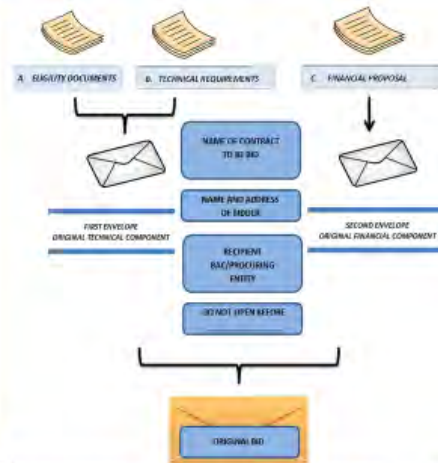 A. ELIGILITY DOCUMENTS
B. TECHNICAL REQUIREMENTS
C. FINANCIAL PROPOSAL
NAME OF CONTRACT
TO BE BID
NAME AND ADDRESS
OF BIDDER
FIRST ENVELOPE
ORIGINAL TECHNICAL COMPONENT
SECOND ENVELOPE
ORIGINAL FINANCIAL COMPONENT
RECIPIENT
BAC/PROCURING
ENTITY
DO NOT OPEN BEFORE
ORIGINAL BID